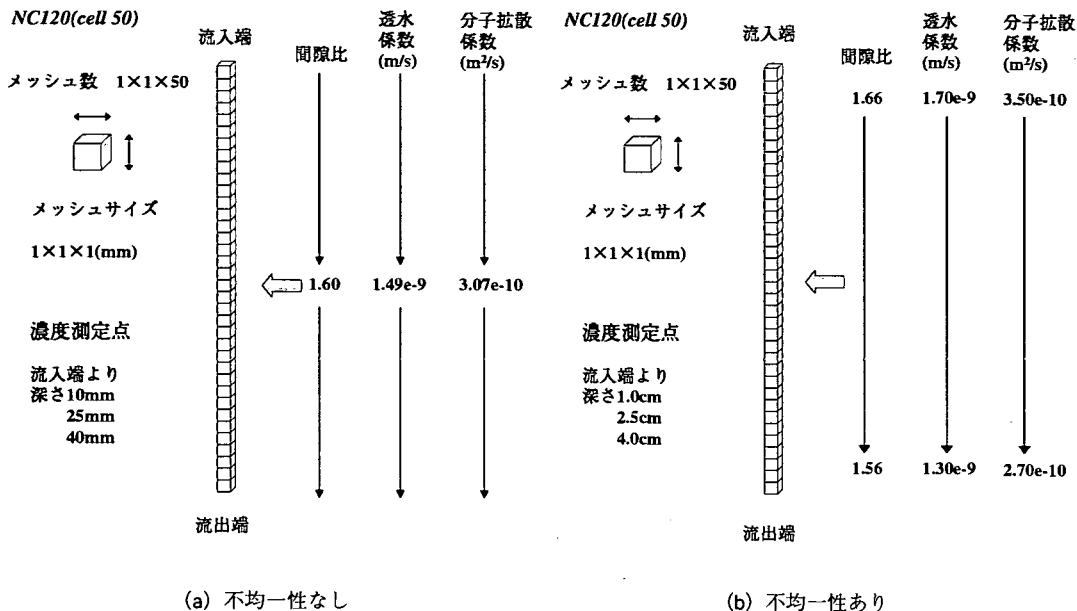 NC120(cell 50)
流入端
間隙比
透水
係数
(m/s)
分子拡散
係数
(m²/s)
メッシュ数 1×1×50
メッシュサイズ
1×1×1(mm)
1.60
1.49e-9
3.07e-10
濃度測定点
流入端より
深さ10mm
25mm
40mm
流出端
(a) 不均一性なし
NC120(cell 50)
流入端
間隙比
透水
係数
(m/s)
分子拡散
係数
(m²/s)
メッシュ数 1×1×50
1.66
1.70e-9
3.50e-10
メッシュサイズ
1×1×1(mm)
濃度測定点
流入端より
深さ1.0cm
2.5cm
4.0cm
1.56
1.30e-9
2.70e-10
流出端
(b) 不均一性あり